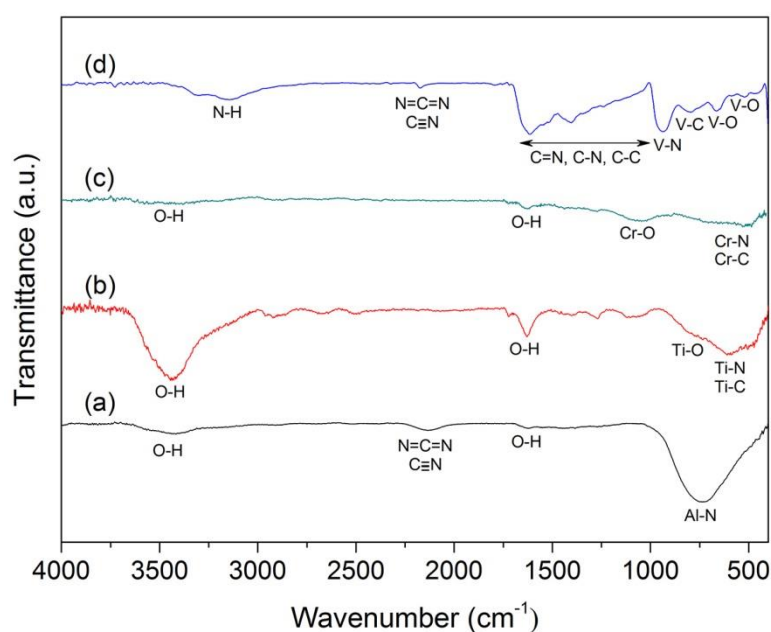 (d)
N-H
N=C=N
C≡N
C=N, C-N, C-C
V-N
V-C
V-O
V-O
(c)
O-H
O-H
Cr-O
Cr-N
Cr-C
(b)
O-H
O-H
Ti-O
Ti-N
Ti-C
(a)
O-H
N=C=N
C≡N
O-H
Al-N
Transmittance (a.u.)
4000 3500 3000 2500 2000 1500 1000 500
Wavenumber (cm⁻¹)